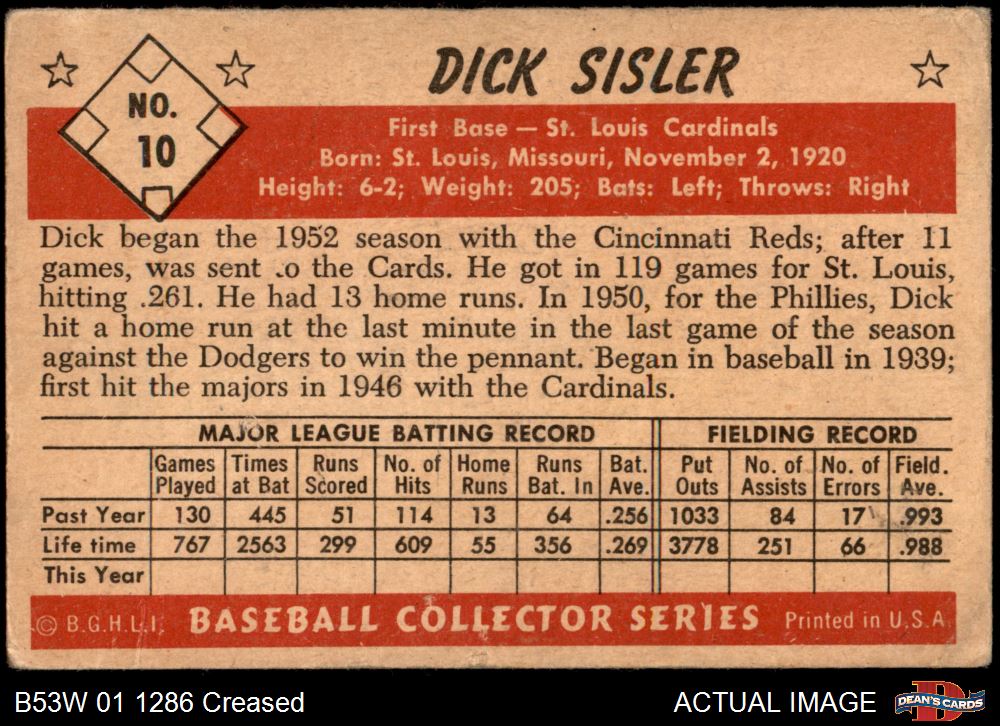 NO.
10
DICK SISLER
First Base — St. Louis Cardinals
Born: St. Louis, Missouri, November 2, 1920
Height: 6-2; Weight: 205; Bats: Left; Throws: Right
Dick began the 1952 season with the Cincinnati Reds; after 11
games, was sent to the Cards. He got in 119 games for St. Louis,
hitting .261. He had 13 home runs. In 1950, for the Phillies, Dick
hit a home run at the last minute in the last game of the season
against the Dodgers to win the pennant. Began in baseball in 1939;
first hit the majors in 1946 with the Cardinals.
MAJOR LEAGUE BATTING RECORD FIELDING RECORD
Games Times Runs No. of Home Runs Bat. Put No. of No. of Field.
Played at Bat Scored Hits Runs Bat. In Ave. Outs Assists Errors Ave.
Past Year 130 445 51 114 13 64 .256 1033 84 17 .993
Life time 767 2563 299 609 55 356 .269 3778 251 66 .988
This Year
© B.G.H.L.I. BASEBALL COLLECTOR SERIES Printed in U.S.A.
B53W 01 1286 Creased ACTUAL IMAGE D DEAN'S CARDS